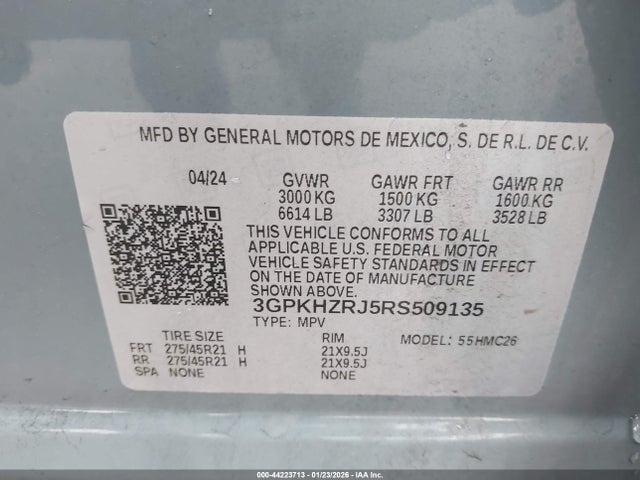 MFD BY GENERAL MOTORS DE MEXICO, S. DE R.L. DE C.V.
04/24 GVWR GAWR FRT GAWR RR
3000 KG 1500 KG 1600 KG
6614 LB 3307 LB 3528 LB
THIS VEHICLE CONFORMS TO ALL
APPLICABLE U.S. FEDERAL MOTOR
VEHICLE SAFETY STANDARDS IN EFFECT
ON THE DATE OF MANUFACTURE
SHOWN ABOVE.
3GPKHZRJ5RS509135
TYPE: MPV MODEL: 55HMC26
TIRE SIZE RIM
FRT 275/45R21 H 21X9.5J
RR 275/45R21 H 21X9.5J
SPA NONE NONE
000-44223713 - 01/23/2026 - IAA Inc.